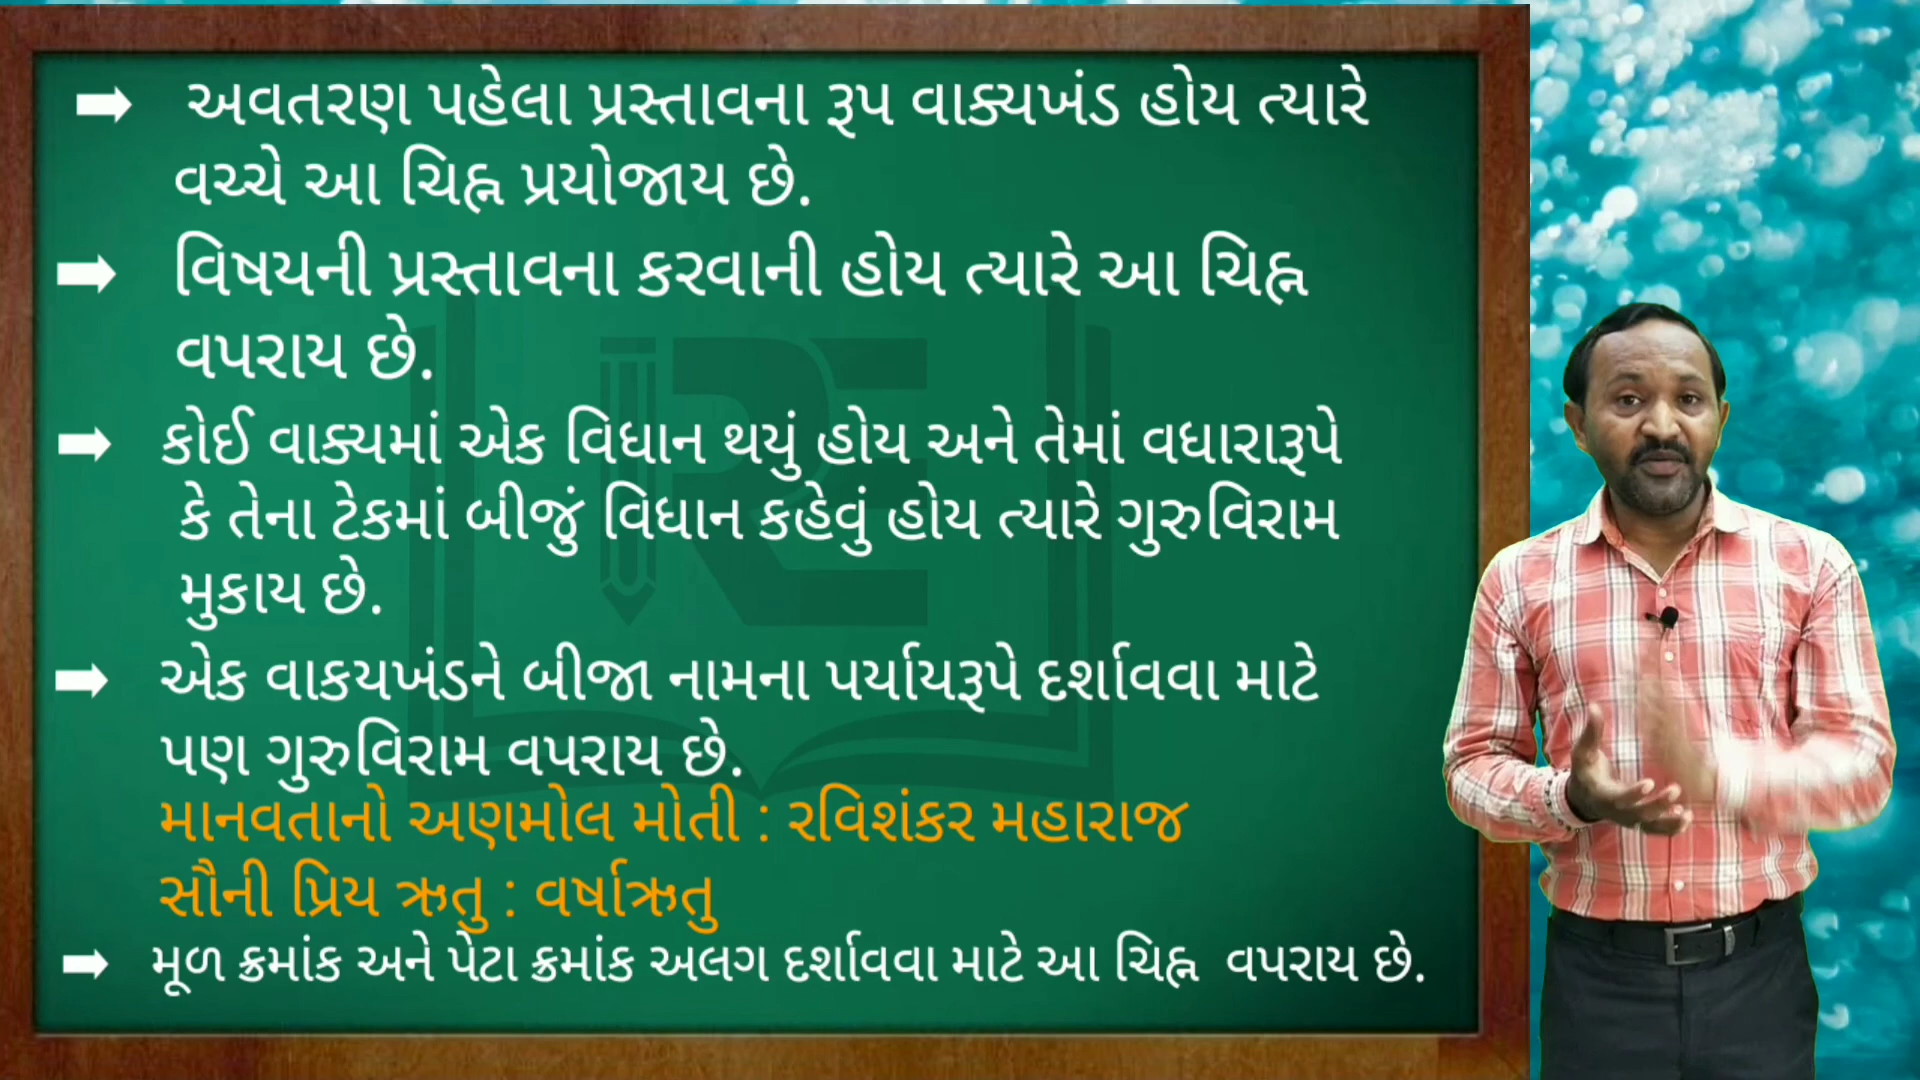 ➡ અવતરણ પહેલા પ્રસ્તાવના રૂપ વાક્યખંડ હોય ત્યારે
વચ્ચે આ ચિહ્ન પ્રયોજાય છે.
➡ વિષયની પ્રસ્તાવના કરવાની હોય ત્યારે આ ચિહ્ન
વપરાય છે.
➡ કોઈ વાક્યમાં એક વિધાન થયું હોય અને તેમાં વધારારૂપે
કે તેના ટેકમાં બીજું વિધાન કહેવું હોય ત્યારે ગુરુવિરામ
મુકાય છે.
➡ એક વાકયખંડને બીજા નામના પર્યાયરૂપે દર્શાવવા માટે
પણ ગુરુવિરામ વપરાય છે.
માનવતાનો અણમોલ મોતી : રવિશંકર મહારાજ
સૌની પ્રિય ઋતુ : વર્ષાઋતુ
➡ મૂળ ક્રમાંક અને પેટા ક્રમાંક અલગ દર્શાવવા માટે આ ચિહ્ન વપરાય છે.
RE